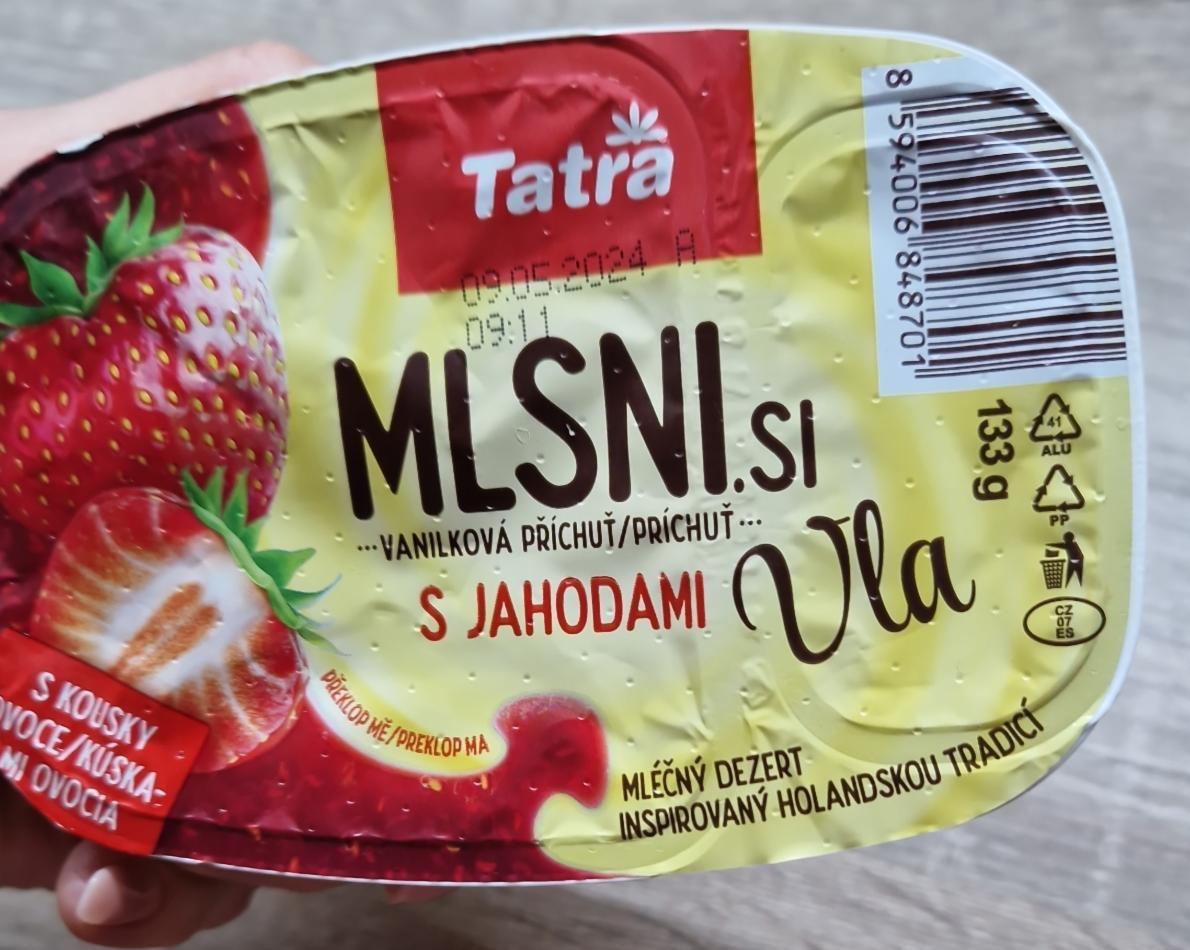 Tatra
09.05.2024 A
09:11
MLSNI.SI
...VANILKOVÁ PŘÍCHUŤ/PRÍCHUŤ...
S JAHODAMI
Vla
PŘEKLOP MĚ/PREKLOP MA
S KOUSKY
OVOCE/KÚSKA-
MI OVOCIA
MLÉČNÝ DEZERT
INSPIROVANÝ HOLANDSKOU TRADICÍ
8 594006 848701
133 g
41
ALU
PP
CZ
07
ES